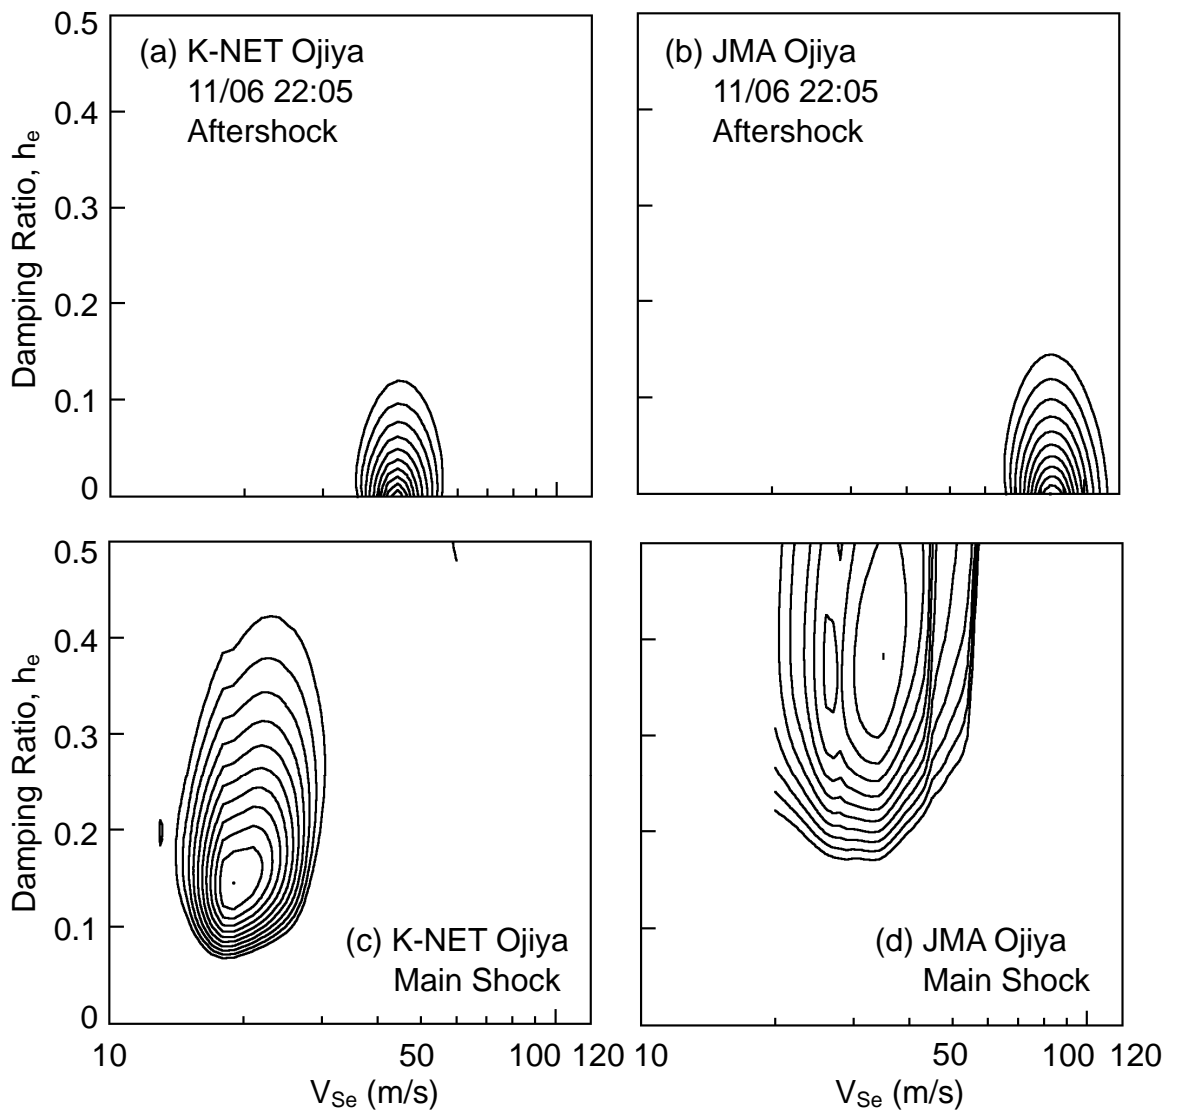 0.5
0.4
0.3
0.2
0.1
0
Damping Ratio, he
(a) K-NET Ojiya
11/06 22:05
Aftershock
(b) JMA Ojiya
11/06 22:05
Aftershock
0.5
0.4
0.3
0.2
0.1
0
Damping Ratio, he
(c) K-NET Ojiya
Main Shock
(d) JMA Ojiya
Main Shock
10 50 100 120
10 50 100 120
VSe (m/s)
VSe (m/s)